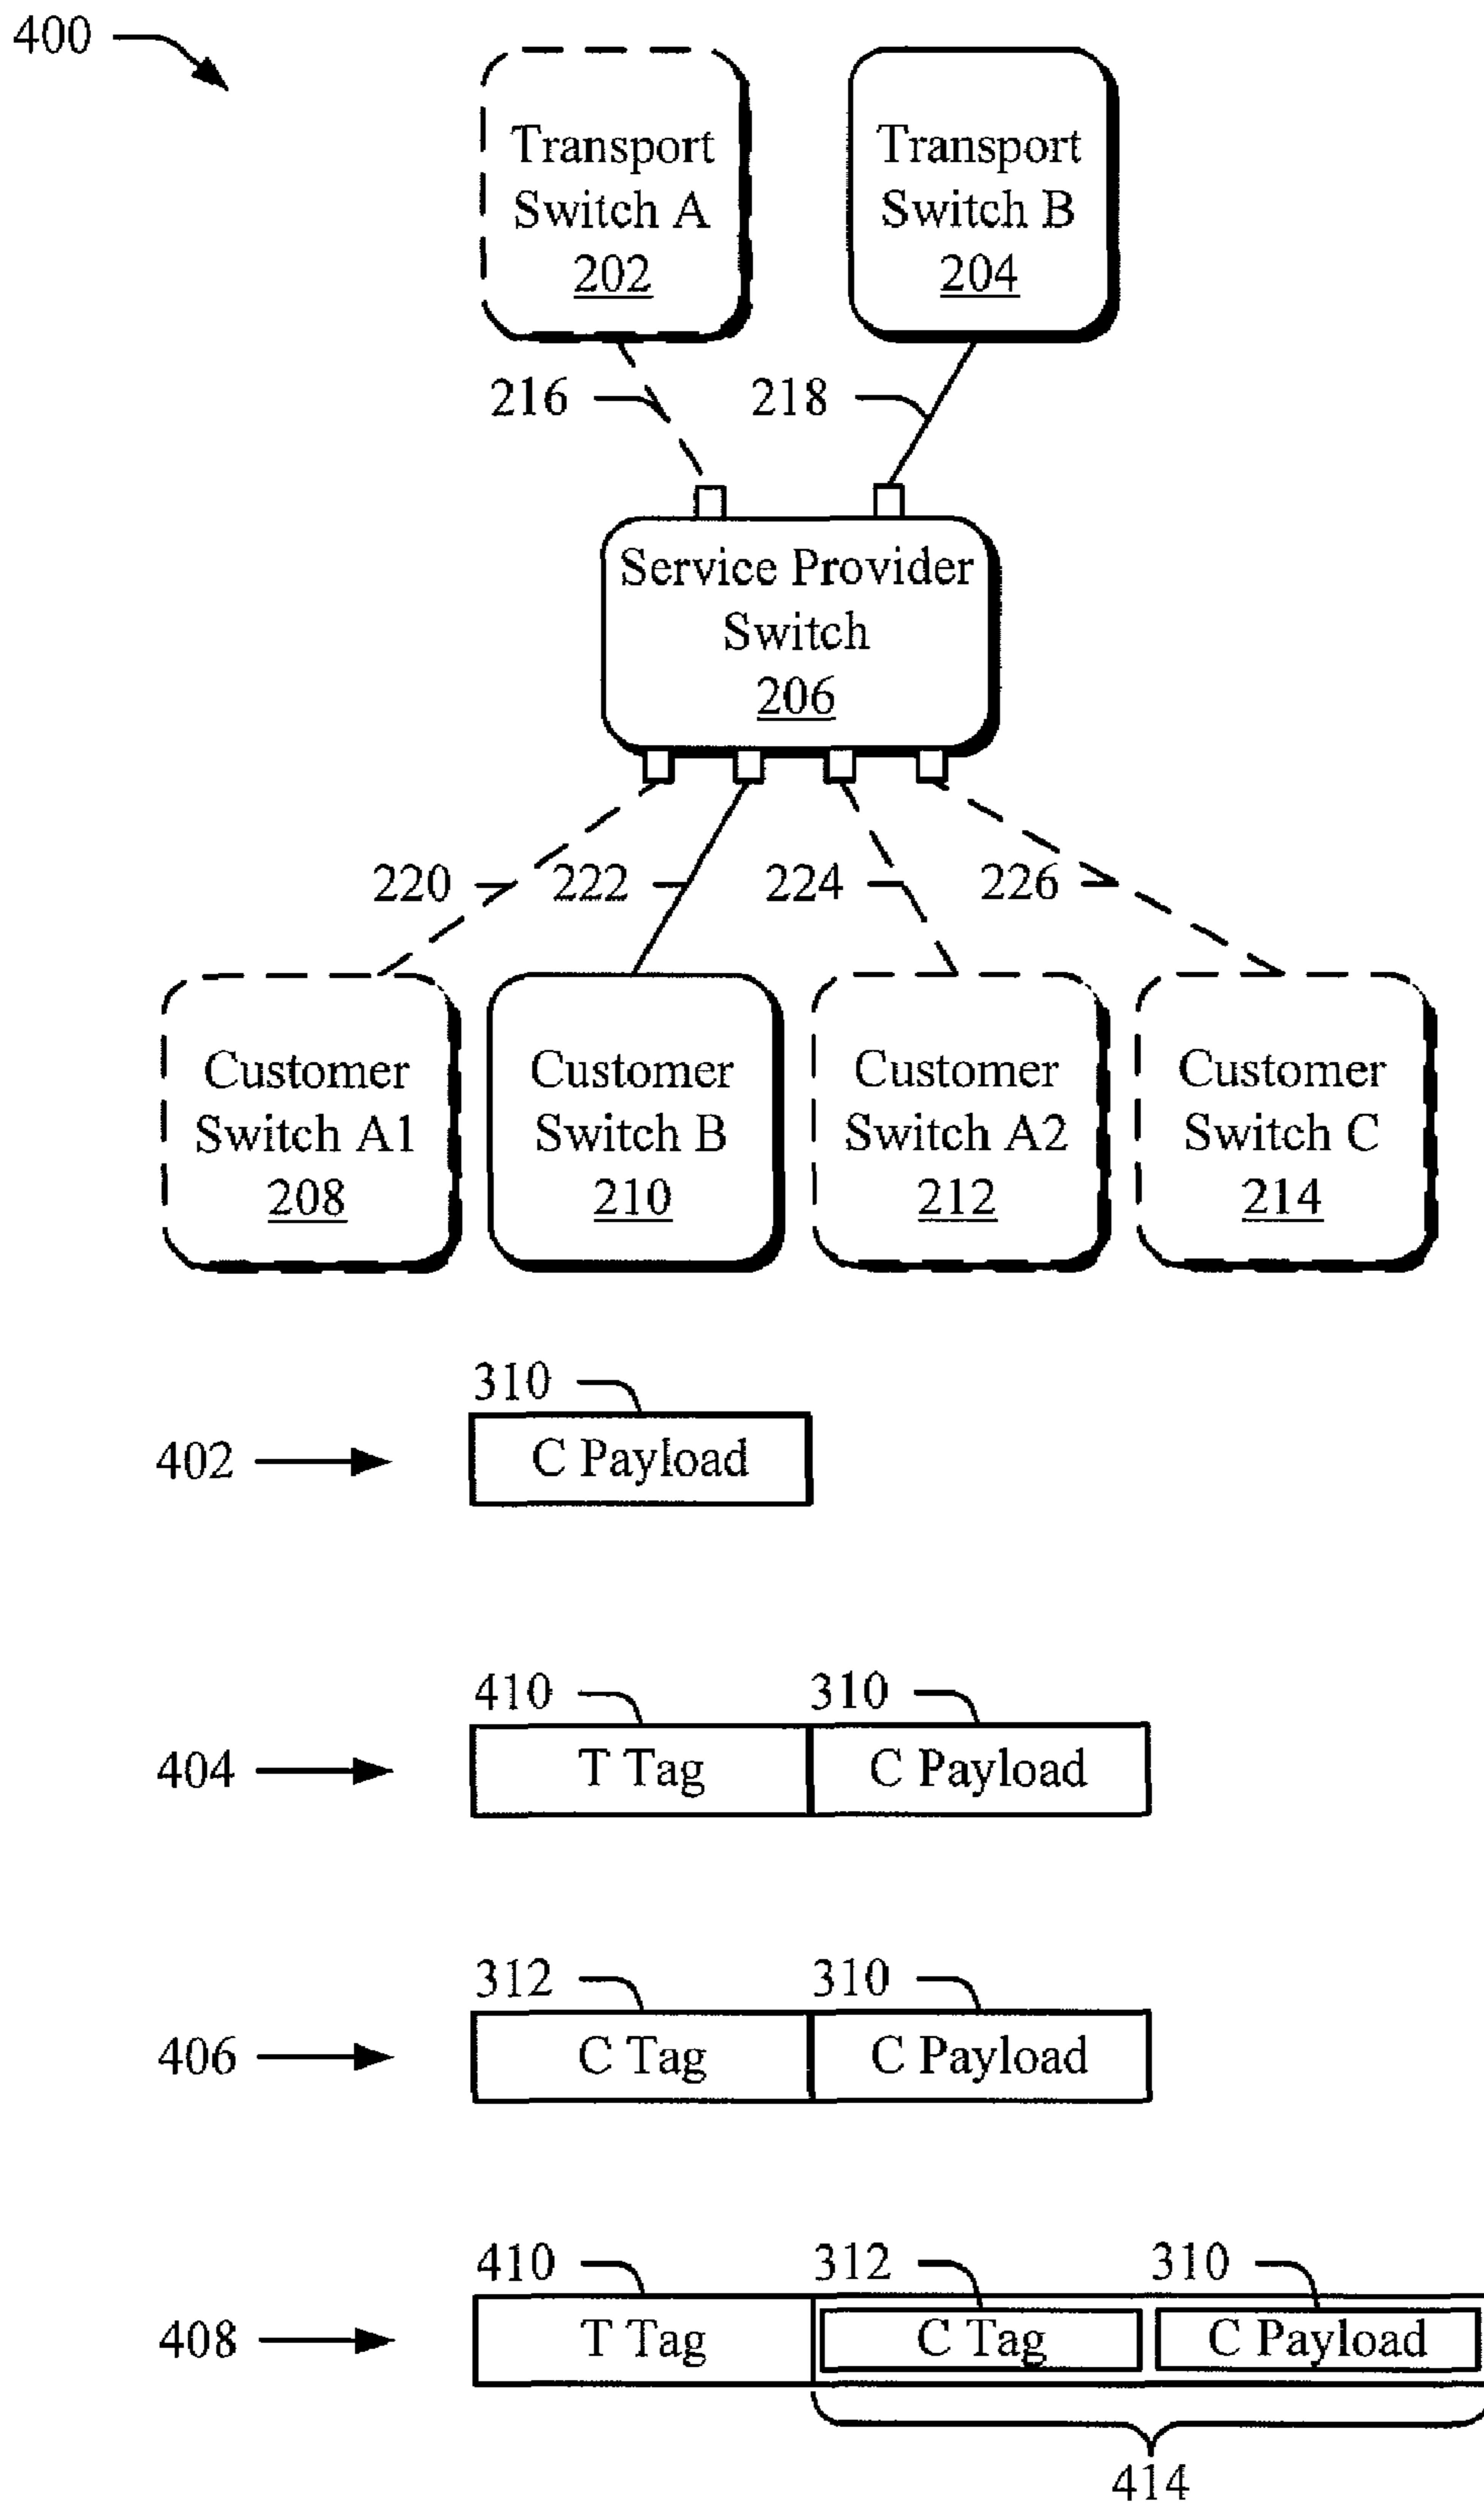 400
Transport
Switch A
202
Transport
Switch B
204
216
218
Service Provider
Switch
206
220
222
224
226
Customer
Switch A1
208
Customer
Switch B
210
Customer
Switch A2
212
Customer
Switch C
214
310
402
C Payload
410
310
404
T Tag
C Payload
312
310
406
C Tag
C Payload
410
312
310
408
T Tag
C Tag
C Payload
414